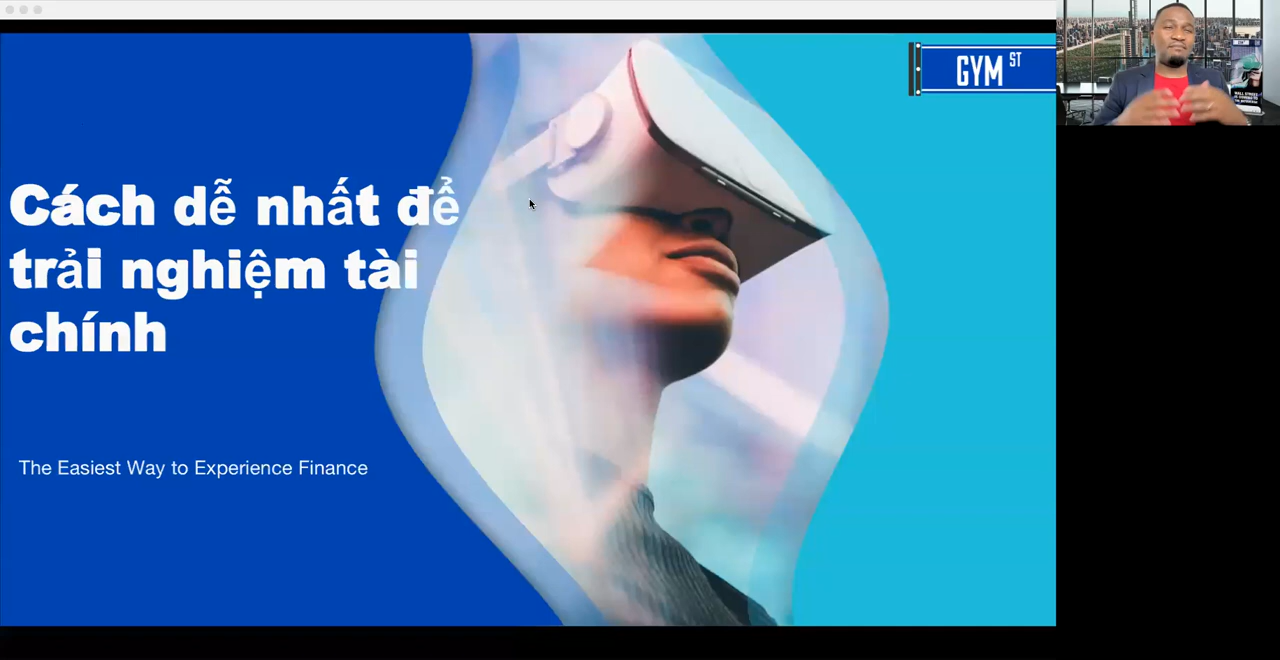 GYM ST
Cách dễ nhất để
trải nghiệm tài
chính
The Easiest Way to Experience Finance